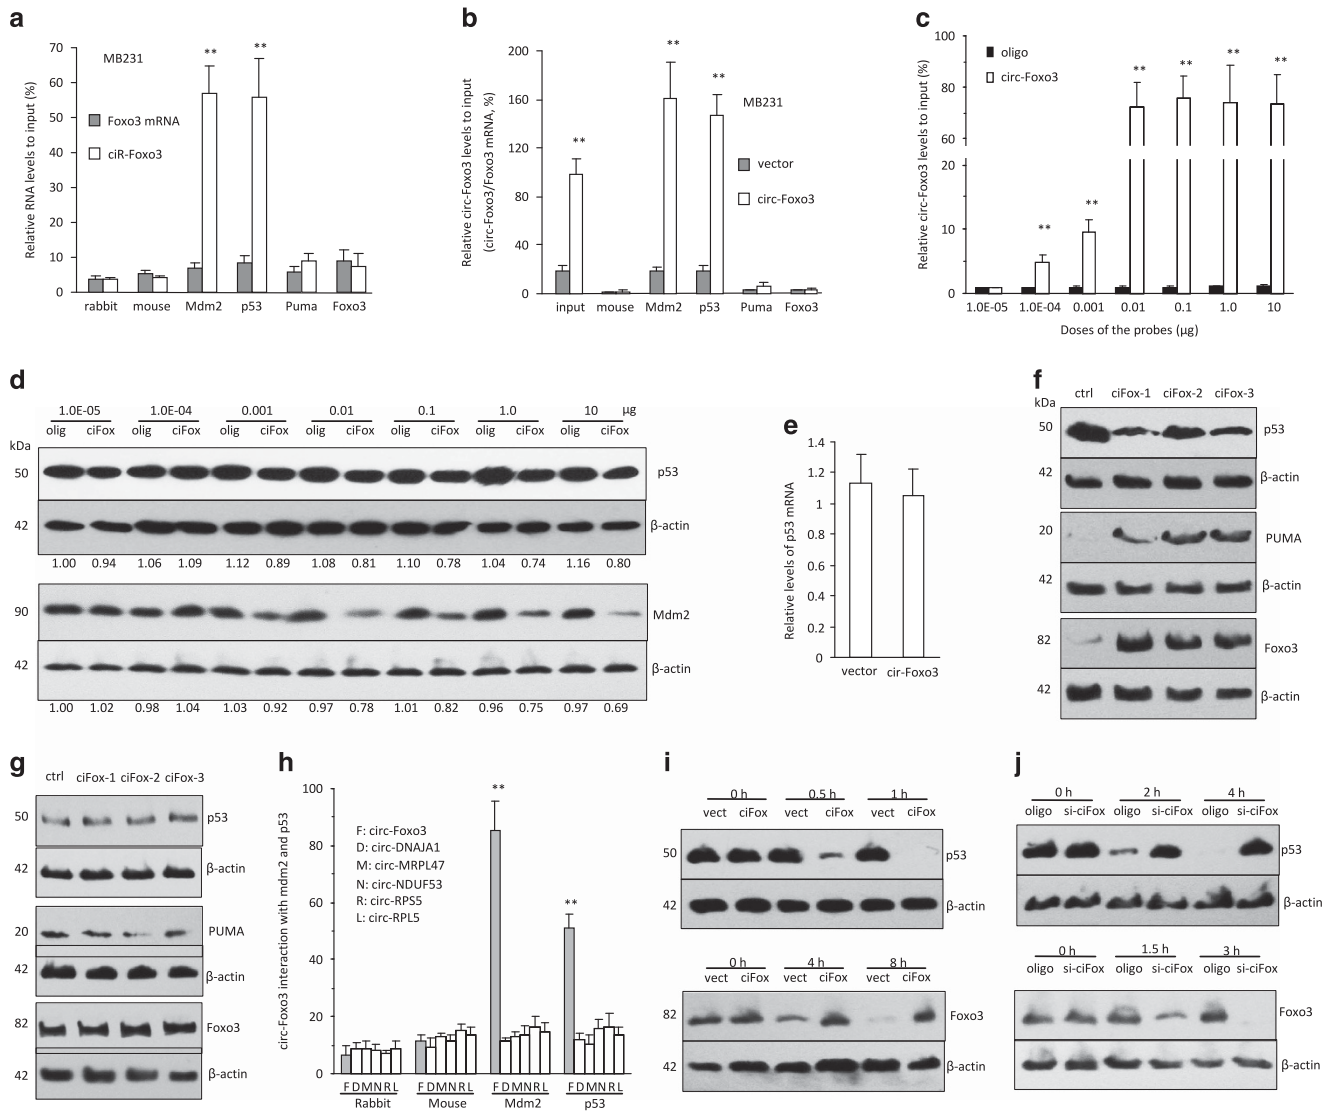 a
70
60
50
40
30
20
10
0
Relative RNA levels to input (%)
MB231
Foxo3 mRNA
ciR-Foxo3
**
**
rabbit mouse Mdm2 p53 Puma Foxo3
b
200
160
120
80
40
0
Relative circ-Foxo3 levels to input
(circ-Foxo3/Foxo3 mRNA, %)
MB231
vector
circ-Foxo3
**
**
**
input mouse Mdm2 p53 Puma Foxo3
c
100
80
60
20
10
0
Relative circ-Foxo3 levels to input (%)
oligo
circ-Foxo3
**
**
**
**
**
**
1.0E-05 1.0E-04 0.001 0.01 0.1 1.0 10
Doses of the probes (µg)
d
1.0E-05 1.0E-04 0.001 0.01 0.1 1.0 10 µg
olig ciFox olig ciFox olig ciFox olig ciFox olig ciFox olig ciFox olig ciFox
kDa
50 p53
42 β-actin
1.00 0.94 1.06 1.09 1.12 0.89 1.08 0.81 1.10 0.78 1.04 0.74 1.16 0.80
90 Mdm2
42 β-actin
1.00 1.02 0.98 1.04 1.03 0.92 0.97 0.78 1.01 0.82 0.96 0.75 0.97 0.69
e
1.4
1.2
1
0.8
0.6
0.4
0.2
0
Relative levels of p53 mRNA
vector cir-Foxo3
f
ctrl ciFox-1 ciFox-2 ciFox-3
kDa
50 p53
42 β-actin
20 PUMA
42 β-actin
82 Foxo3
42 β-actin
g
ctrl ciFox-1 ciFox-2 ciFox-3
50 p53
42 β-actin
20 PUMA
42 β-actin
82 Foxo3
42 β-actin
h
100
80
60
40
20
0
circ-Foxo3 interaction with mdm2 and p53
F: circ-Foxo3
D: circ-DNAJA1
M: circ-MRPL47
N: circ-NDUF53
R: circ-RPS5
L: circ-RPL5
**
**
F D M N R L F D M N R L F D M N R L F D M N R L
Rabbit Mouse Mdm2 p53
i
0 h 0.5 h 1 h
vect ciFox vect ciFox vect ciFox
50 p53
42 β-actin
0 h 4 h 8 h
vect ciFox vect ciFox vect ciFox
82 Foxo3
42 β-actin
j
0 h 2 h 4 h
oligo si-ciFox oligo si-ciFox oligo si-ciFox
50 p53
42 β-actin
0 h 1.5 h 3 h
oligo si-ciFox oligo si-ciFox oligo si-ciFox
82 Foxo3
42 β-actin